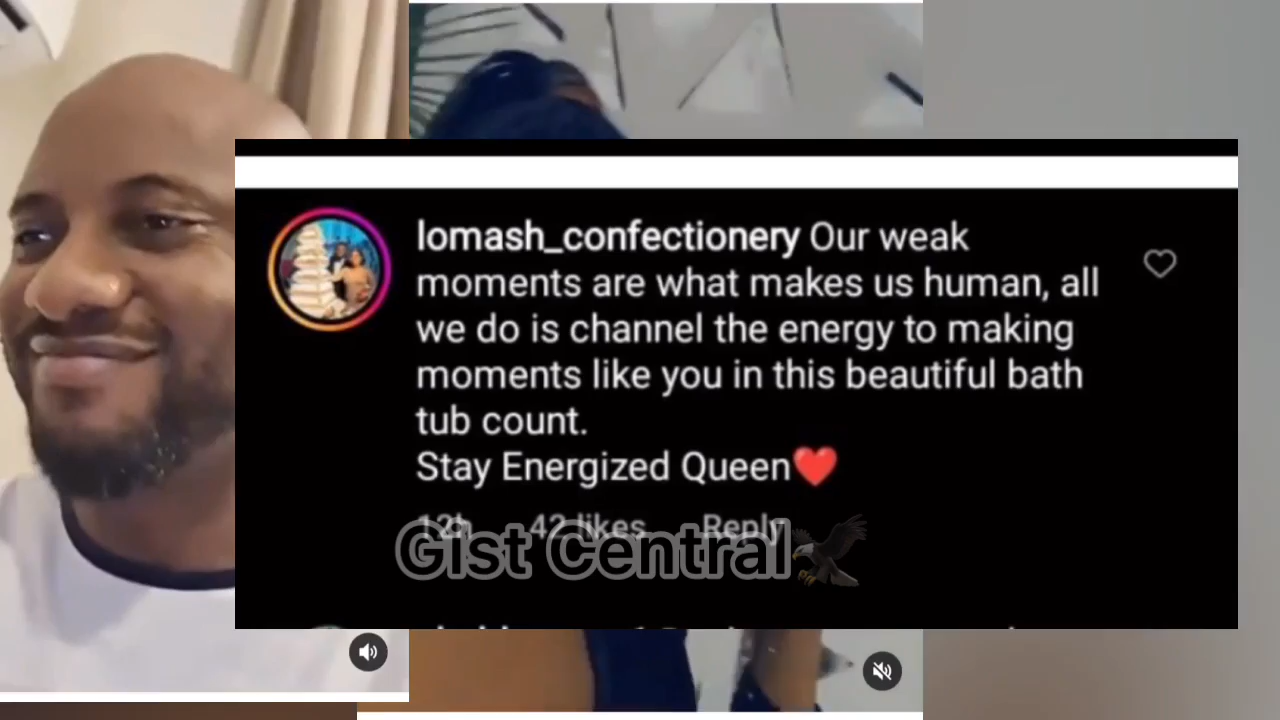 lomash_confectionery Our weak
moments are what makes us human, all
we do is channel the energy to making
moments like you in this beautiful bath
tub count.
Stay Energized Queen❤️
12h 42 likes Reply
Gist Central🦅